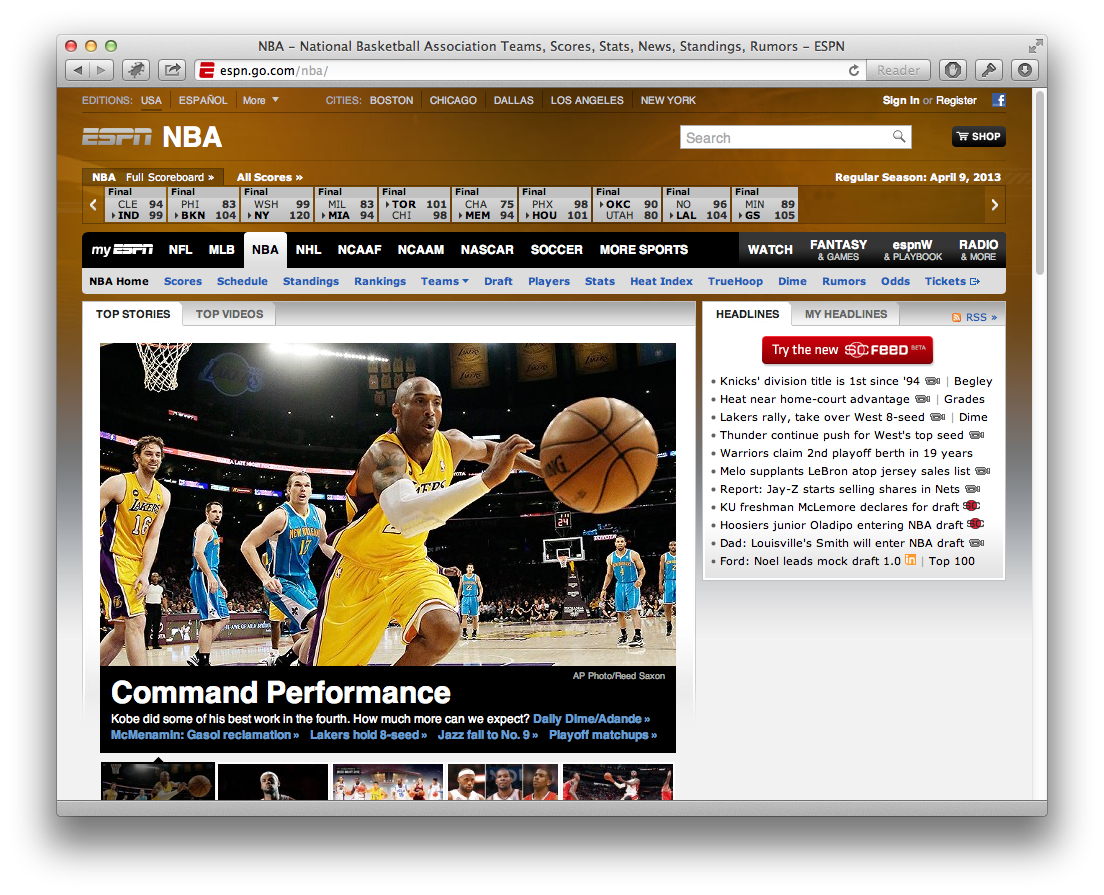 NBA – National Basketball Association Teams, Scores, Stats, News, Standings, Rumors – ESPN
espn.go.com/nba/
Reader
EDITIONS: USA ESPAÑOL More CITIES: BOSTON CHICAGO DALLAS LOS ANGELES NEW YORK Sign In or Register
ESPN NBA
Search
SHOP
NBA Full Scoreboard » All Scores » Regular Season: April 9, 2013
Final Final Final Final Final Final Final Final Final Final
CLE 94 PHI 83 WSH 99 MIL 83 TOR 101 CHA 75 PHX 98 OKC 90 NO 96 MIN 89
IND 99 BKN 104 NY 120 MIA 94 CHI 98 MEM 94 HOU 101 UTAH 80 LAL 104 GS 105
my ESPN NFL MLB NBA NHL NCAAF NCAAM NASCAR SOCCER MORE SPORTS WATCH FANTASY & GAMES espnW & PLAYBOOK RADIO & MORE
NBA Home Scores Schedule Standings Rankings Teams Draft Players Stats Heat Index TrueHoop Dime Rumors Odds Tickets
TOP STORIES TOP VIDEOS
LAKERS
16
NEW ORLEANS
24
AP Photo/Reed Saxon
Command Performance
Kobe did some of his best work in the fourth. How much more can we expect? Daily Dime/Adande »
McMenamin: Gasol reclamation » Lakers hold 8-seed » Jazz fall to No. 9 » Playoff matchups »
HEADLINES MY HEADLINES RSS »
Try the new SC FEED BETA
• Knicks' division title is 1st since '94 | Begley
• Heat near home-court advantage | Grades
• Lakers rally, take over West 8-seed | Dime
• Thunder continue push for West's top seed
• Warriors claim 2nd playoff berth in 19 years
• Melo supplants LeBron atop jersey sales list
• Report: Jay-Z starts selling shares in Nets
• KU freshman McLemore declares for draft
• Hoosiers junior Oladipo entering NBA draft
• Dad: Louisville's Smith will enter NBA draft
• Ford: Noel leads mock draft 1.0 in | Top 100